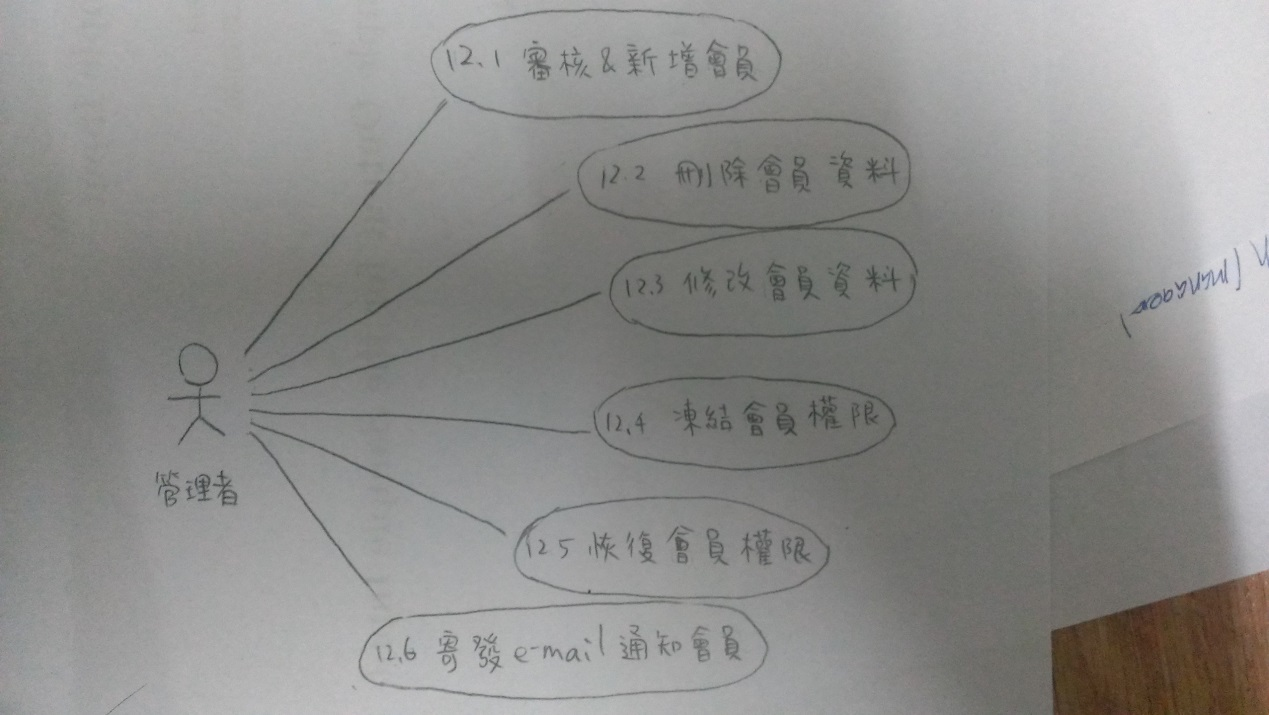 12.1 審核&新增會員
12.2 刪除會員資料
12.3 修改會員資料
12.4 凍結會員權限
管理者
12.5 恢復會員權限
12.6 寄發e-mail通知會員